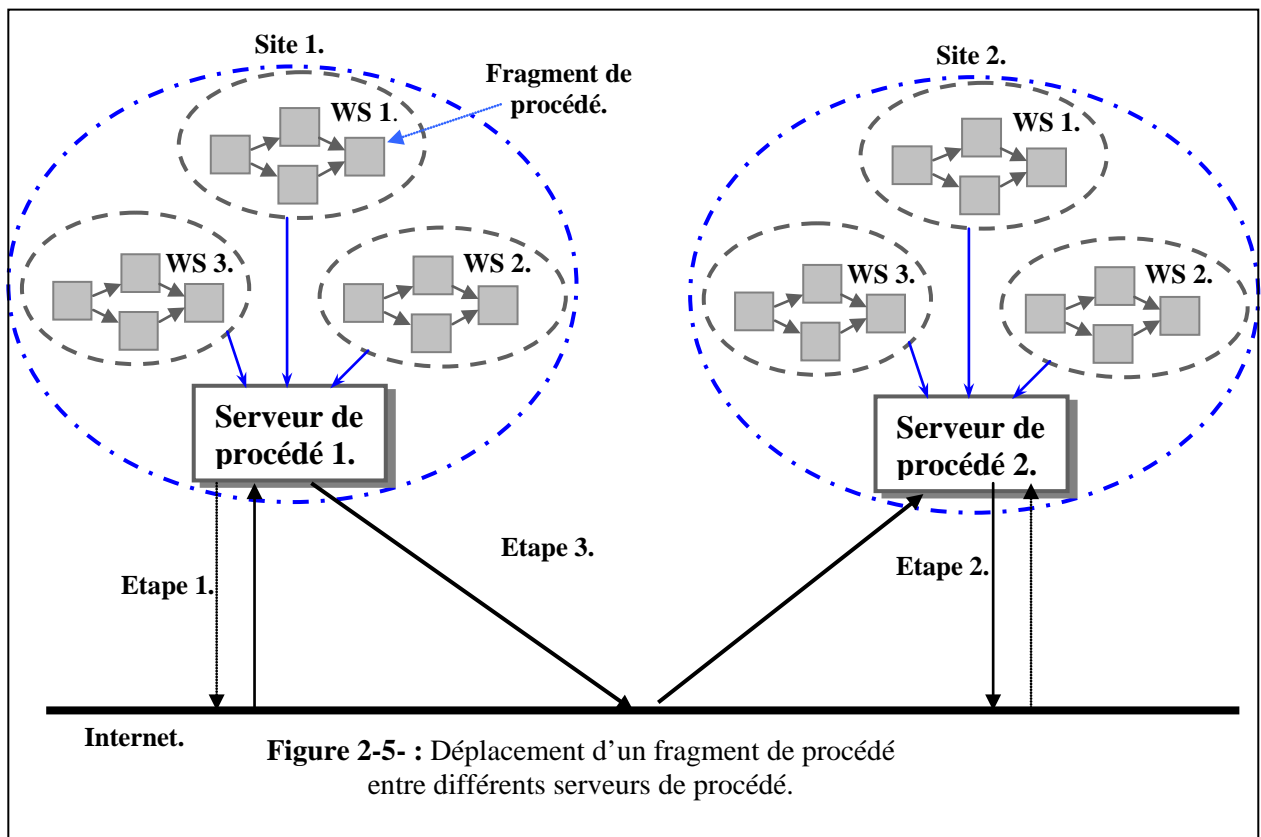 Site 1.
Site 2.
Fragment de
procédé.
WS 1.
WS 1.
WS 3.
WS 2.
WS 3.
WS 2.
Serveur de
procédé 1.
Serveur de
procédé 2.
Etape 3.
Etape 1.
Etape 2.
Internet.
Figure 2-5- : Déplacement d’un fragment de procédé
entre différents serveurs de procédé.